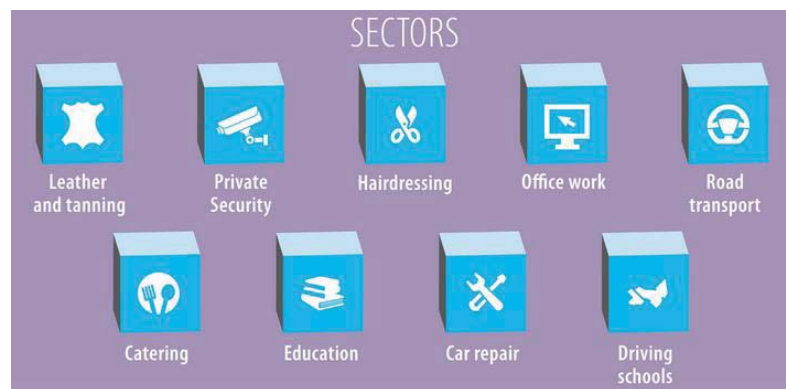 SECTORS
Leather
and tanning
Private
Security
Hairdressing
Office work
Road
transport
Catering
Education
Car repair
Driving
schools